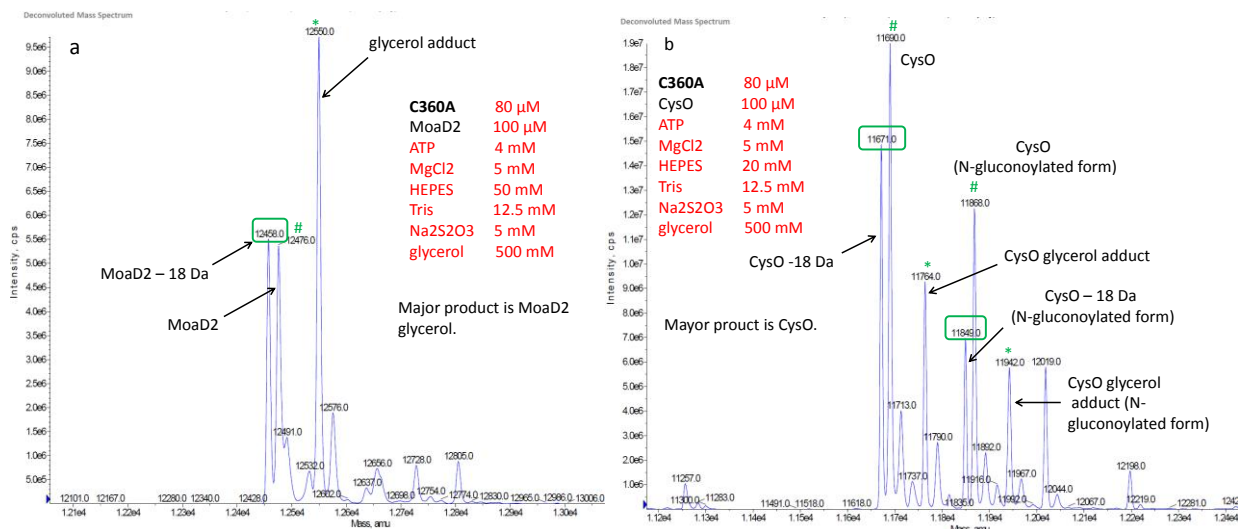 Deconvoluted Mass Spectrum
a
*
12550.0
glycerol adduct
9.5e6
9.0e6
8.5e6
8.0e6
7.5e6
7.0e6
6.5e6
6.0e6
5.5e6
5.0e6
4.5e6
4.0e6
3.5e6
3.0e6
2.5e6
2.0e6
1.5e6
1.0e6
5.0e5
Intensity, cps
C360A 80 µM
MoaD2 100 µM
ATP 4 mM
MgCl2 5 mM
HEPES 50 mM
Tris 12.5 mM
Na2S2O3 5 mM
glycerol 500 mM
12458.0
#
12476.0
MoaD2 – 18 Da
MoaD2
Major product is MoaD2
glycerol.
12576.0
12491.0
12532.0
12602.0
12637.0
12656.0
12698.0
12728.0
12754.0
12774.0
12805.0
12830.0
12965.0
12986.0
13006.0
12101.0
12167.0
12280.0
12340.0
12428.0
1.21e4
1.22e4
1.23e4
1.24e4
1.25e4
1.26e4
1.27e4
1.28e4
1.29e4
1.30e4
Mass, amu
Deconvoluted Mass Spectrum
b
#
11690.0
CysO
1.9e7
1.8e7
1.7e7
1.6e7
1.5e7
1.4e7
1.3e7
1.2e7
1.1e7
1.0e7
9.0e6
8.0e6
7.0e6
6.0e6
5.0e6
4.0e6
3.0e6
2.0e6
1.0e6
0.0
Intensity, cps
C360A 80 µM
CysO 100 µM
ATP 4 mM
MgCl2 5 mM
HEPES 20 mM
Tris 12.5 mM
Na2S2O3 5 mM
glycerol 500 mM
11671.0
CysO -18 Da
CysO
(N-gluconoylated form)
#
11868.0
*
11764.0
CysO glycerol adduct
CysO – 18 Da
(N-gluconoylated form)
11849.0
Mayor prouct is CysO.
*
11942.0
12019.0
CysO glycerol
adduct (N-
gluconoylated form)
11713.0
11737.0
11790.0
11835.0
11892.0
11916.0
11967.0
11992.0
12044.0
12067.0
12198.0
12219.0
12281.0
11257.0
11300.0
11283.0
11491.0
11518.0
11618.0
1.12e4
1.13e4
1.14e4
1.15e4
1.16e4
1.17e4
1.18e4
1.19e4
1.20e4
1.21e4
1.22e4
1.23e4
1.24e4
Mass, amu